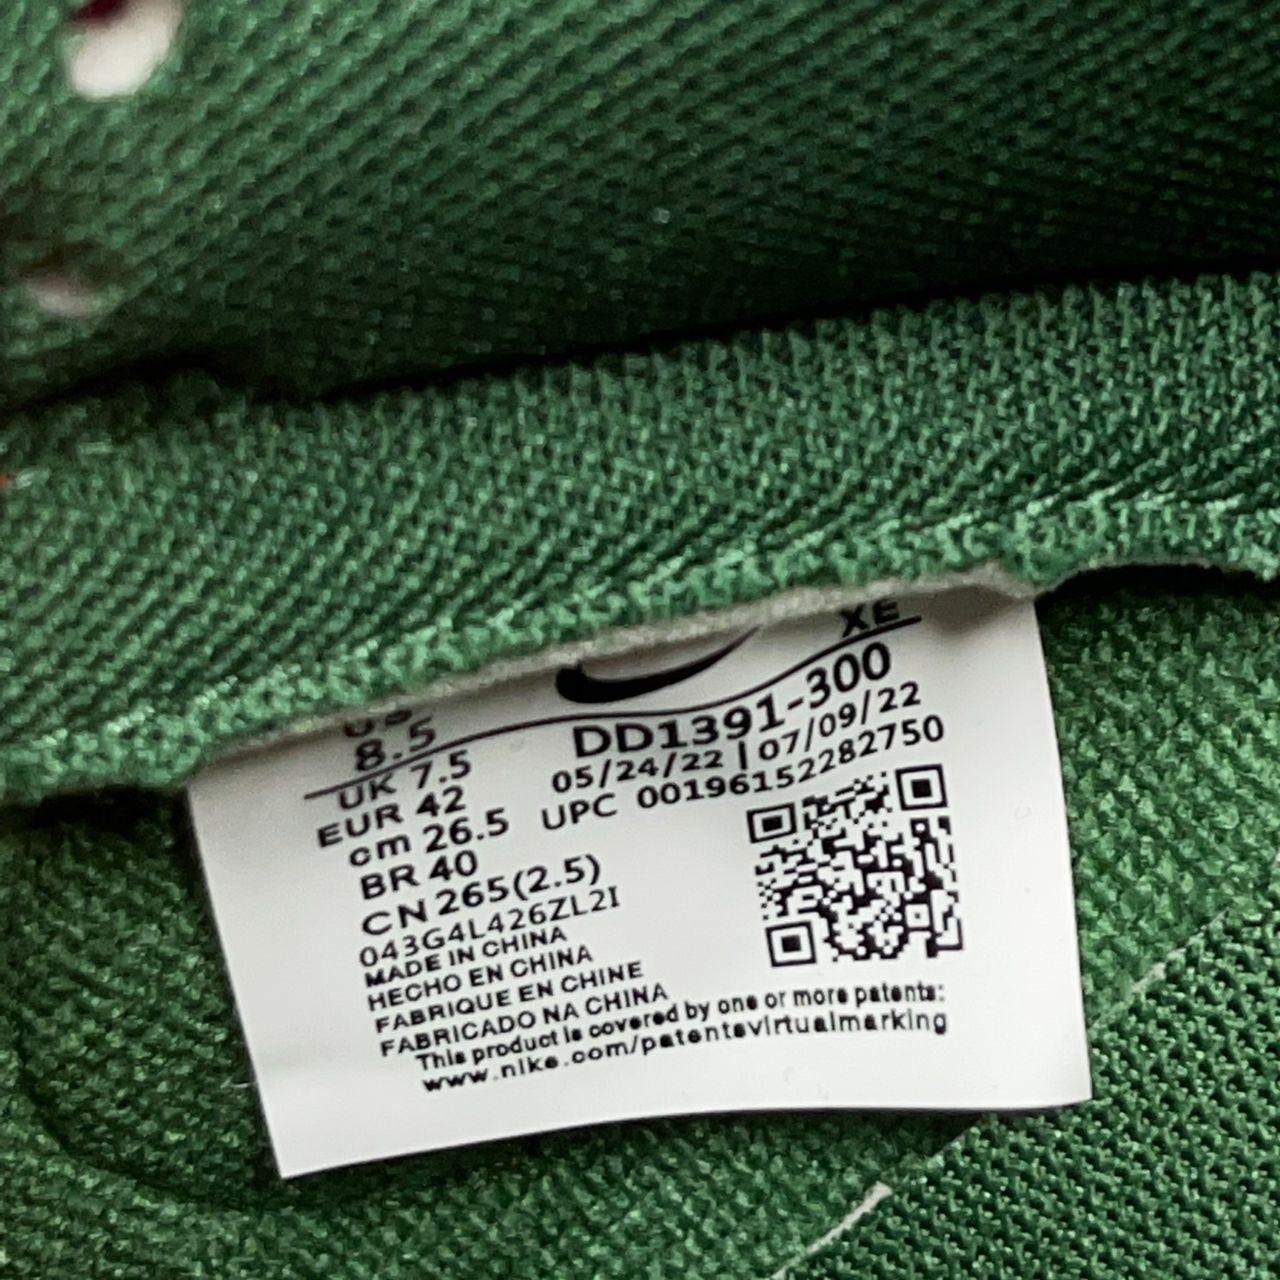 US
8.5
UK 7.5
EUR 42
cm 26.5
BR 40
CN 265(2.5)
043G4L426ZL2I
MADE IN CHINA
HECHO EN CHINA
FABRIQUE EN CHINE
FABRICADO NA CHINA
This product is covered by one or more patents:
www.nike.com/patentsvirtualmarking
XE
DD1391-300
05/24/22 | 07/09/22
UPC 00196152282750